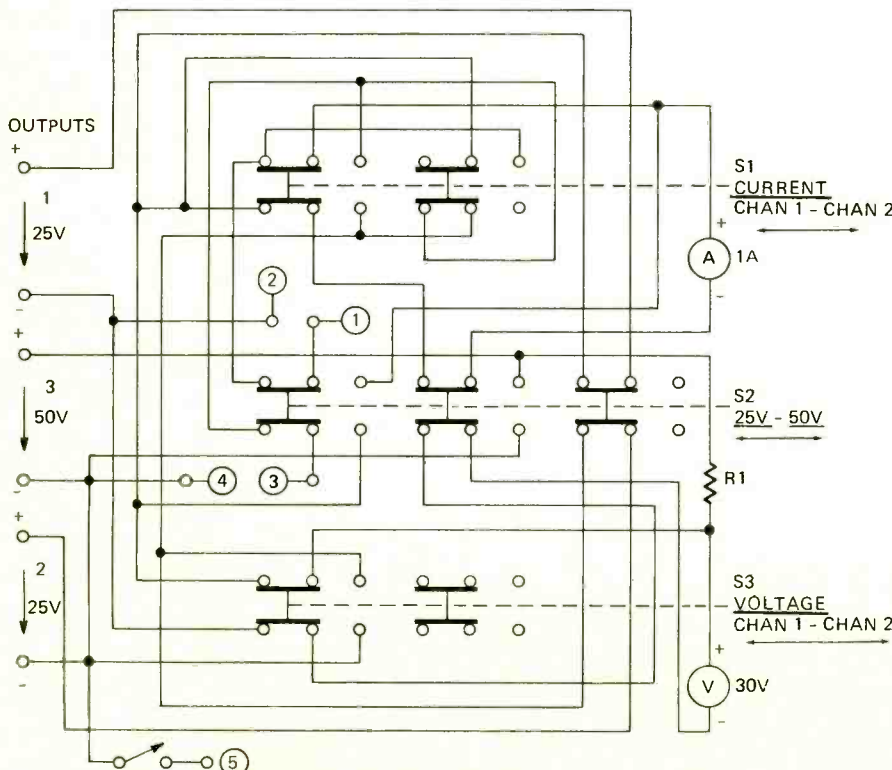 OUTPUTS
+
1
25V
-
+
3
50V
-
+
2
25V
-
S1
CURRENT
CHAN 1 - CHAN 2
+
A 1A
-
2
1
S2
25V - 50V
4
3
R1
S3
VOLTAGE
CHAN 1 - CHAN 2
+
V 30V
-
5